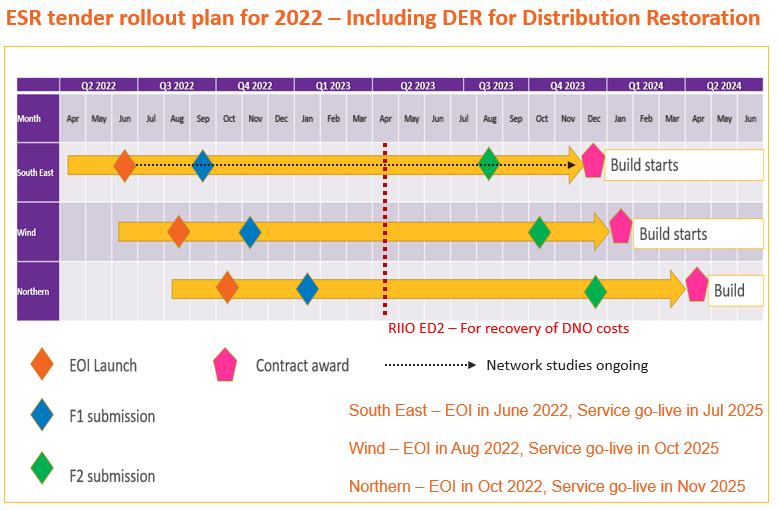 ESR tender rollout plan for 2022 – Including DER for Distribution Restoration
Q2 2022 Q3 2022 Q4 2022 Q1 2023 Q2 2023 Q3 2023 Q4 2023 Q1 2024 Q2 2024
Month Apr May Jun Jul Aug Sep Oct Nov Dec Jan Feb Mar Apr May Jun Jul Aug Sep Oct Nov Dec Jan Feb Mar Apr May Jun
South East Build starts
Wind Build starts
Northern Build
RIIO ED2 – For recovery of DNO costs
EOI Launch Contract award Network studies ongoing
F1 submission
South East – EOI in June 2022, Service go-live in Jul 2025
Wind – EOI in Aug 2022, Service go-live in Oct 2025
F2 submission
Northern – EOI in Oct 2022, Service go-live in Nov 2025